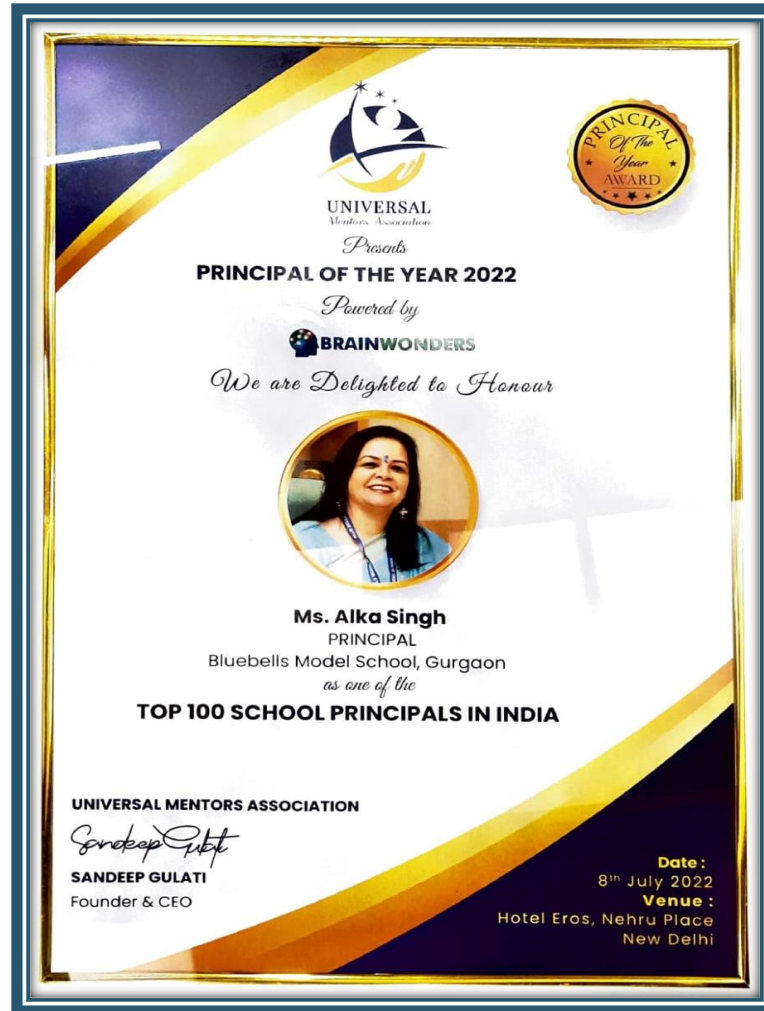 UNIVERSAL
Mentors Association
PRINCIPAL
Of The
Year
AWARD
Presents
PRINCIPAL OF THE YEAR 2022
Powered by
BRAINWONDERS
We are Delighted to Honour
Ms. Alka Singh
PRINCIPAL
Bluebells Model School, Gurgaon
as one of the
TOP 100 SCHOOL PRINCIPALS IN INDIA
UNIVERSAL MENTORS ASSOCIATION
Sandeep Gulati
SANDEEP GULATI
Founder & CEO
Date :
8th July 2022
Venue :
Hotel Eros, Nehru Place
New Delhi